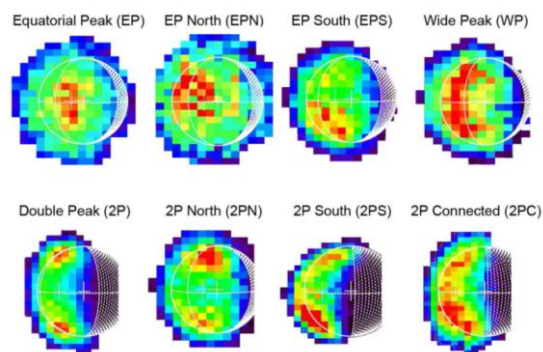 Equatorial Peak (EP)
EP North (EPN)
EP South (EPS)
Wide Peak (WP)
Double Peak (2P)
2P North (2PN)
2P South (2PS)
2P Connected (2PC)